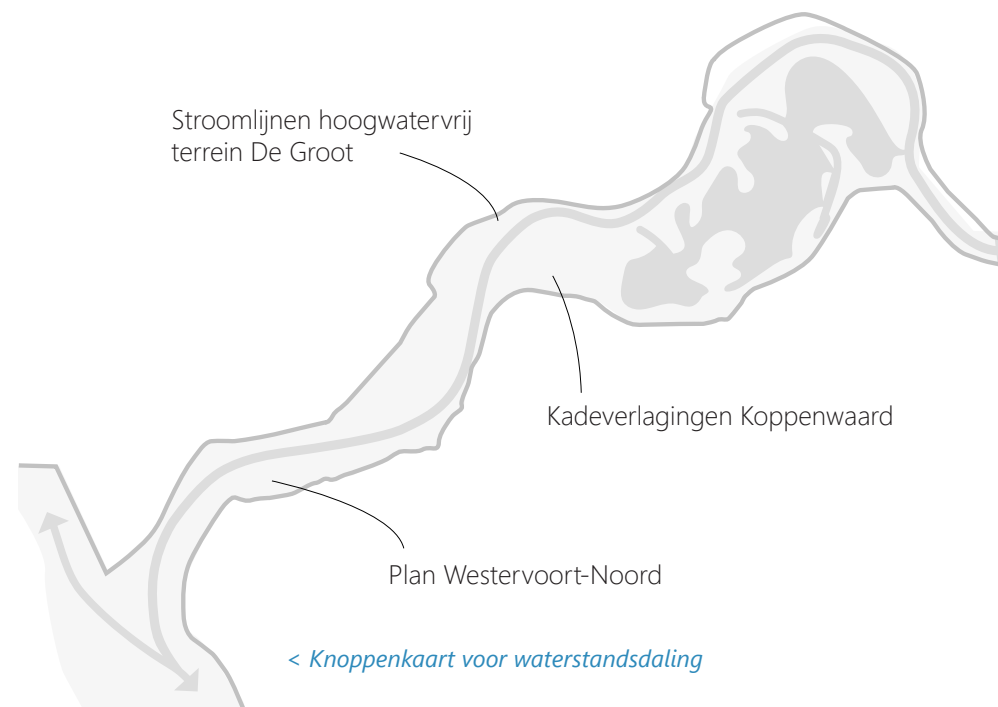 Stroomlijnen hoogwatervrij
terrein De Groot
Kadeverlagingen Koppenwaard
Plan Westervoort-Noord
< Knoppenkaart voor waterstandsdaling